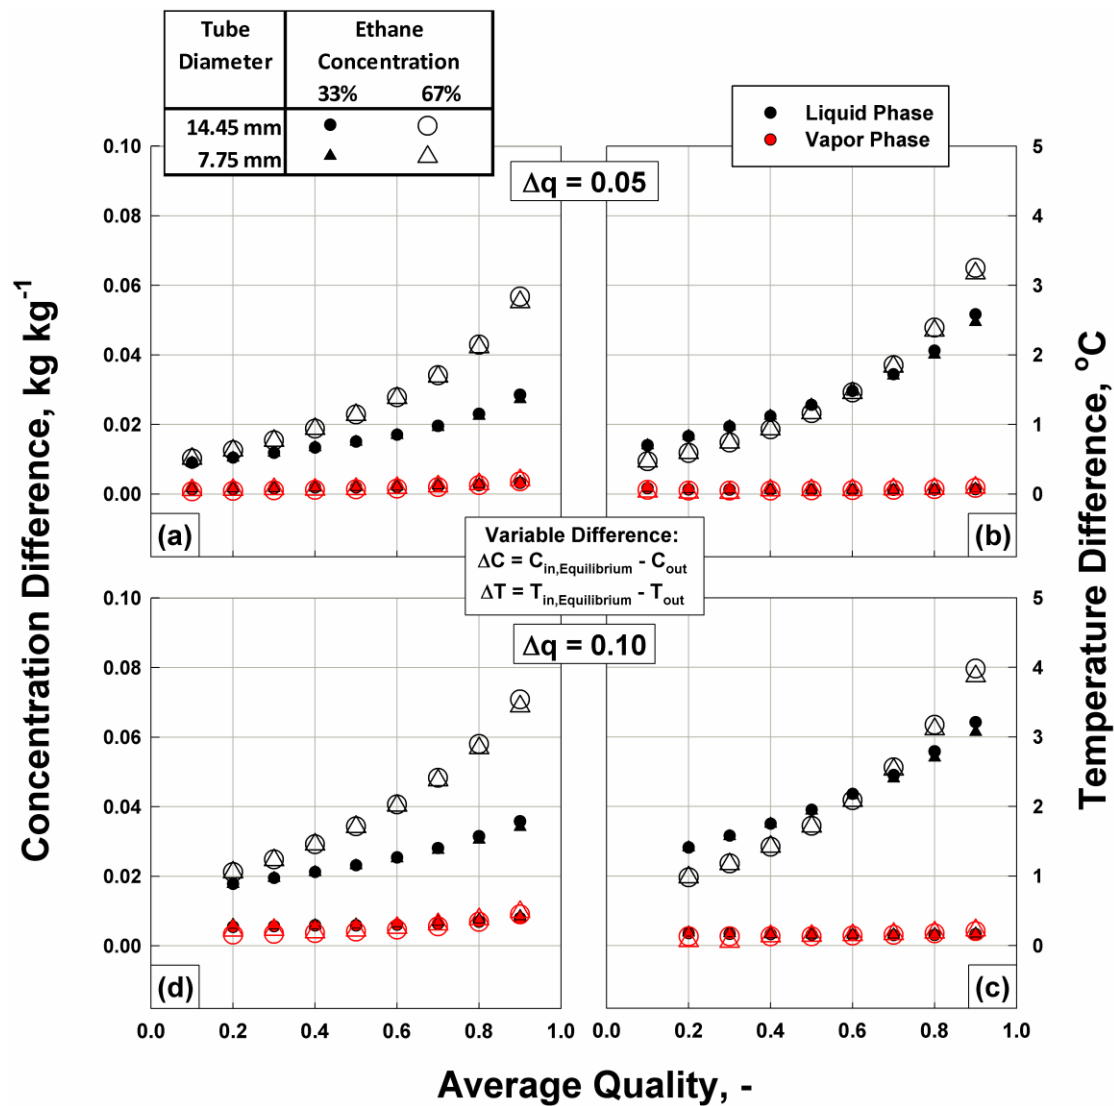 Tube Diameter
Ethane Concentration
33% 67%
14.45 mm
7.75 mm
Liquid Phase
Vapor Phase
Δq = 0.05
0.10
0.08
0.06
0.04
0.02
0.00
(a)
5
4
3
2
1
0
(b)
Variable Difference:
ΔC = C_in,Equilibrium - C_out
ΔT = T_in,Equilibrium - T_out
Δq = 0.10
0.10
0.08
0.06
0.04
0.02
0.00
(d)
5
4
3
2
1
0
(c)
0.0 0.2 0.4 0.6 0.8 1.0
0.0 0.2 0.4 0.6 0.8 1.0
Concentration Difference, kg kg⁻¹
Temperature Difference, °C
Average Quality, -